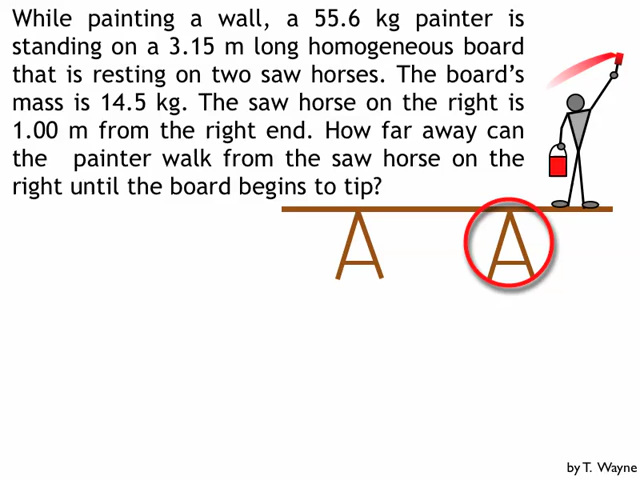 While painting a wall, a 55.6 kg painter is
standing on a 3.15 m long homogeneous board
that is resting on two saw horses. The board's
mass is 14.5 kg. The saw horse on the right is
1.00 m from the right end. How far away can
the painter walk from the saw horse on the
right until the board begins to tip?
by T. Wayne